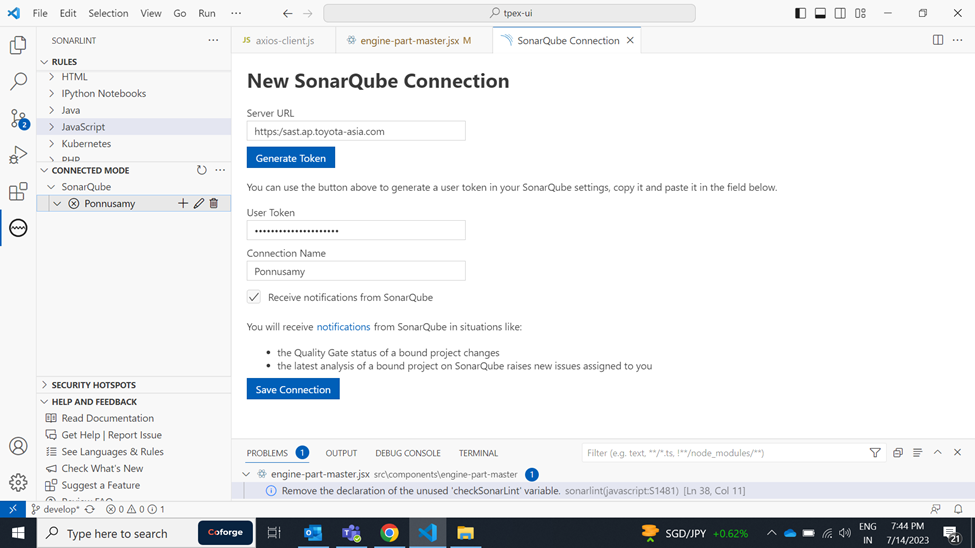 File Edit Selection View Go Run ··· tpex-ui
SONARLINT ···
RULES
HTML
IPython Notebooks
Java
JavaScript
Kubernetes
PHP
CONNECTED MODE ···
SonarQube
Ponnusamy
SECURITY HOTSPOTS
HELP AND FEEDBACK
Read Documentation
Get Help | Report Issue
See Languages & Rules
Check What's New
Suggest a Feature
Review FAQ
JS axios-client.js engine-part-master.jsx M SonarQube Connection ···
New SonarQube Connection
Server URL
https:/sast.ap.toyota-asia.com
Generate Token
You can use the button above to generate a user token in your SonarQube settings, copy it and paste it in the field below.
User Token
•••••••••••••••••••••
Connection Name
Ponnusamy
Receive notifications from SonarQube
You will receive notifications from SonarQube in situations like:
• the Quality Gate status of a bound project changes
• the latest analysis of a bound project on SonarQube raises new issues assigned to you
Save Connection
PROBLEMS 1 OUTPUT DEBUG CONSOLE TERMINAL Filter (e.g. text, **/*.ts, !**/node_modules/**)
engine-part-master.jsx src\components\engine-part-master 1
Remove the declaration of the unused 'checkSonarLint' variable. sonarlint(javascript:S1481) [Ln 38, Col 11]
2
develop* 0 0 1
Type here to search Coforge SGD/JPY +0.62% ENG IN 7:44 PM 7/14/2023 21